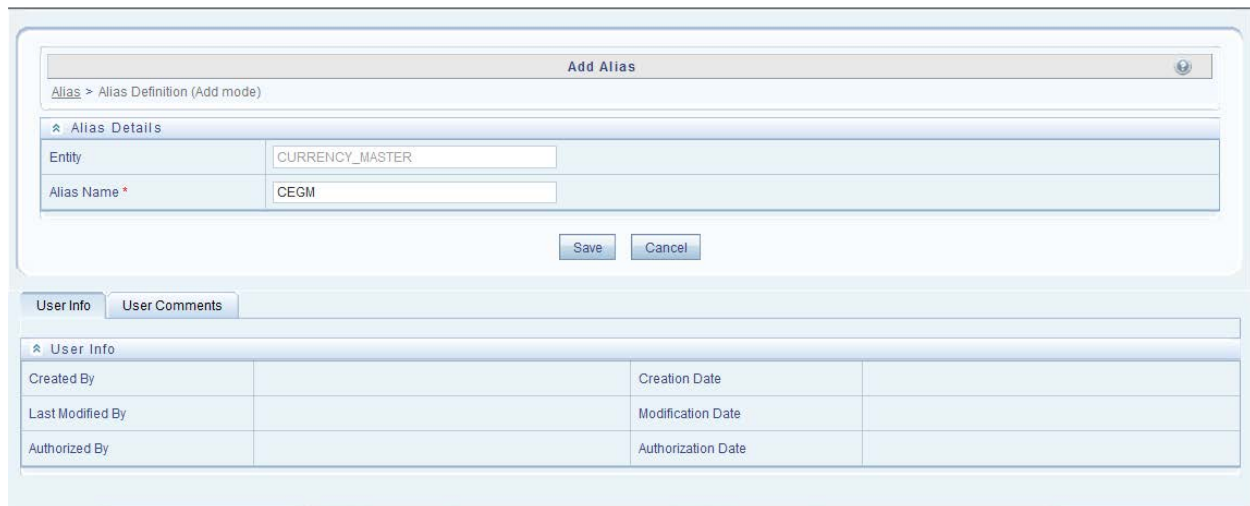 Add Alias
Alias > Alias Definition (Add mode)
Alias Details
Entity CURRENCY_MASTER
Alias Name * CEGM
Save Cancel
User Info User Comments
User Info
Created By Creation Date
Last Modified By Modification Date
Authorized By Authorization Date